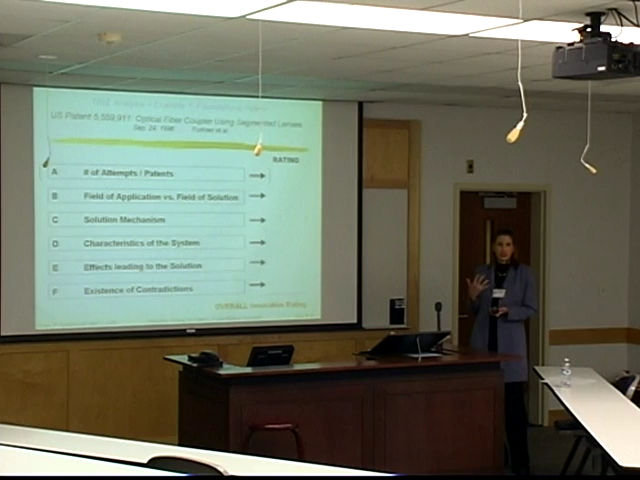 US Patent 5,559,911 Optical Fiber Coupler Using Segmented Lenses
RATING
A # of Attempts / Patents
B Field of Application vs. Field of Solution
C Solution Mechanism
D Characteristics of the System
E Effects leading to the Solution
F Existence of Contradictions
OVERALL Innovation Rating